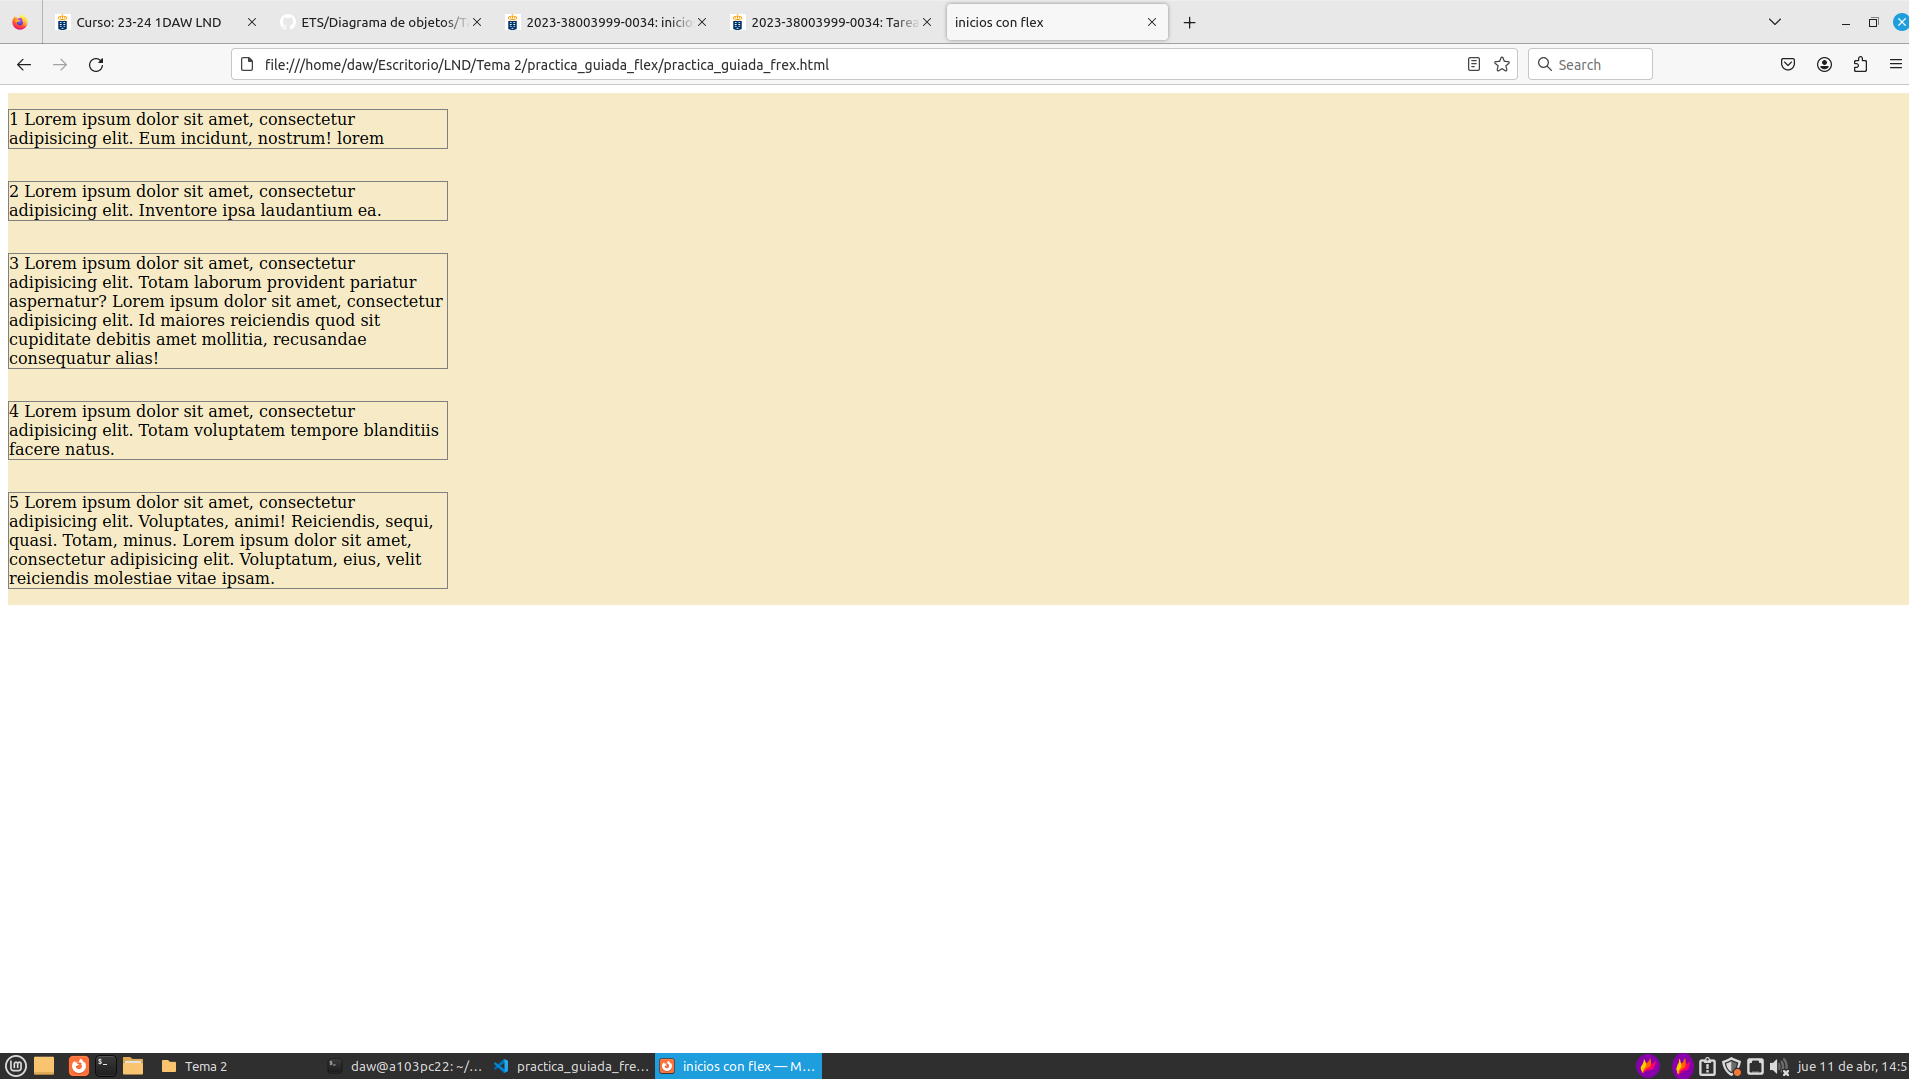 Curso: 23-24 1DAW LND
ETS/Diagrama de objetos/T
2023-38003999-0034: inicio
2023-38003999-0034: Tarea
inicios con flex
file:///home/daw/Escritorio/LND/Tema 2/practica_guiada_flex/practica_guiada_frex.html
Search
1 Lorem ipsum dolor sit amet, consectetur
adipisicing elit. Eum incidunt, nostrum! lorem
2 Lorem ipsum dolor sit amet, consectetur
adipisicing elit. Inventore ipsa laudantium ea.
3 Lorem ipsum dolor sit amet, consectetur
adipisicing elit. Totam laborum provident pariatur
aspernatur? Lorem ipsum dolor sit amet, consectetur
adipisicing elit. Id maiores reiciendis quod sit
cupiditate debitis amet mollitia, recusandae
consequatur alias!
4 Lorem ipsum dolor sit amet, consectetur
adipisicing elit. Totam voluptatem tempore blanditiis
facere natus.
5 Lorem ipsum dolor sit amet, consectetur
adipisicing elit. Voluptates, animi! Reiciendis, sequi,
quasi. Totam, minus. Lorem ipsum dolor sit amet,
consectetur adipisicing elit. Voluptatum, eius, velit
reiciendis molestiae vitae ipsam.
Tema 2
daw@a103pc22: ~/...
practica_guiada_fre...
inicios con flex — M...
jue 11 de abr, 14:5